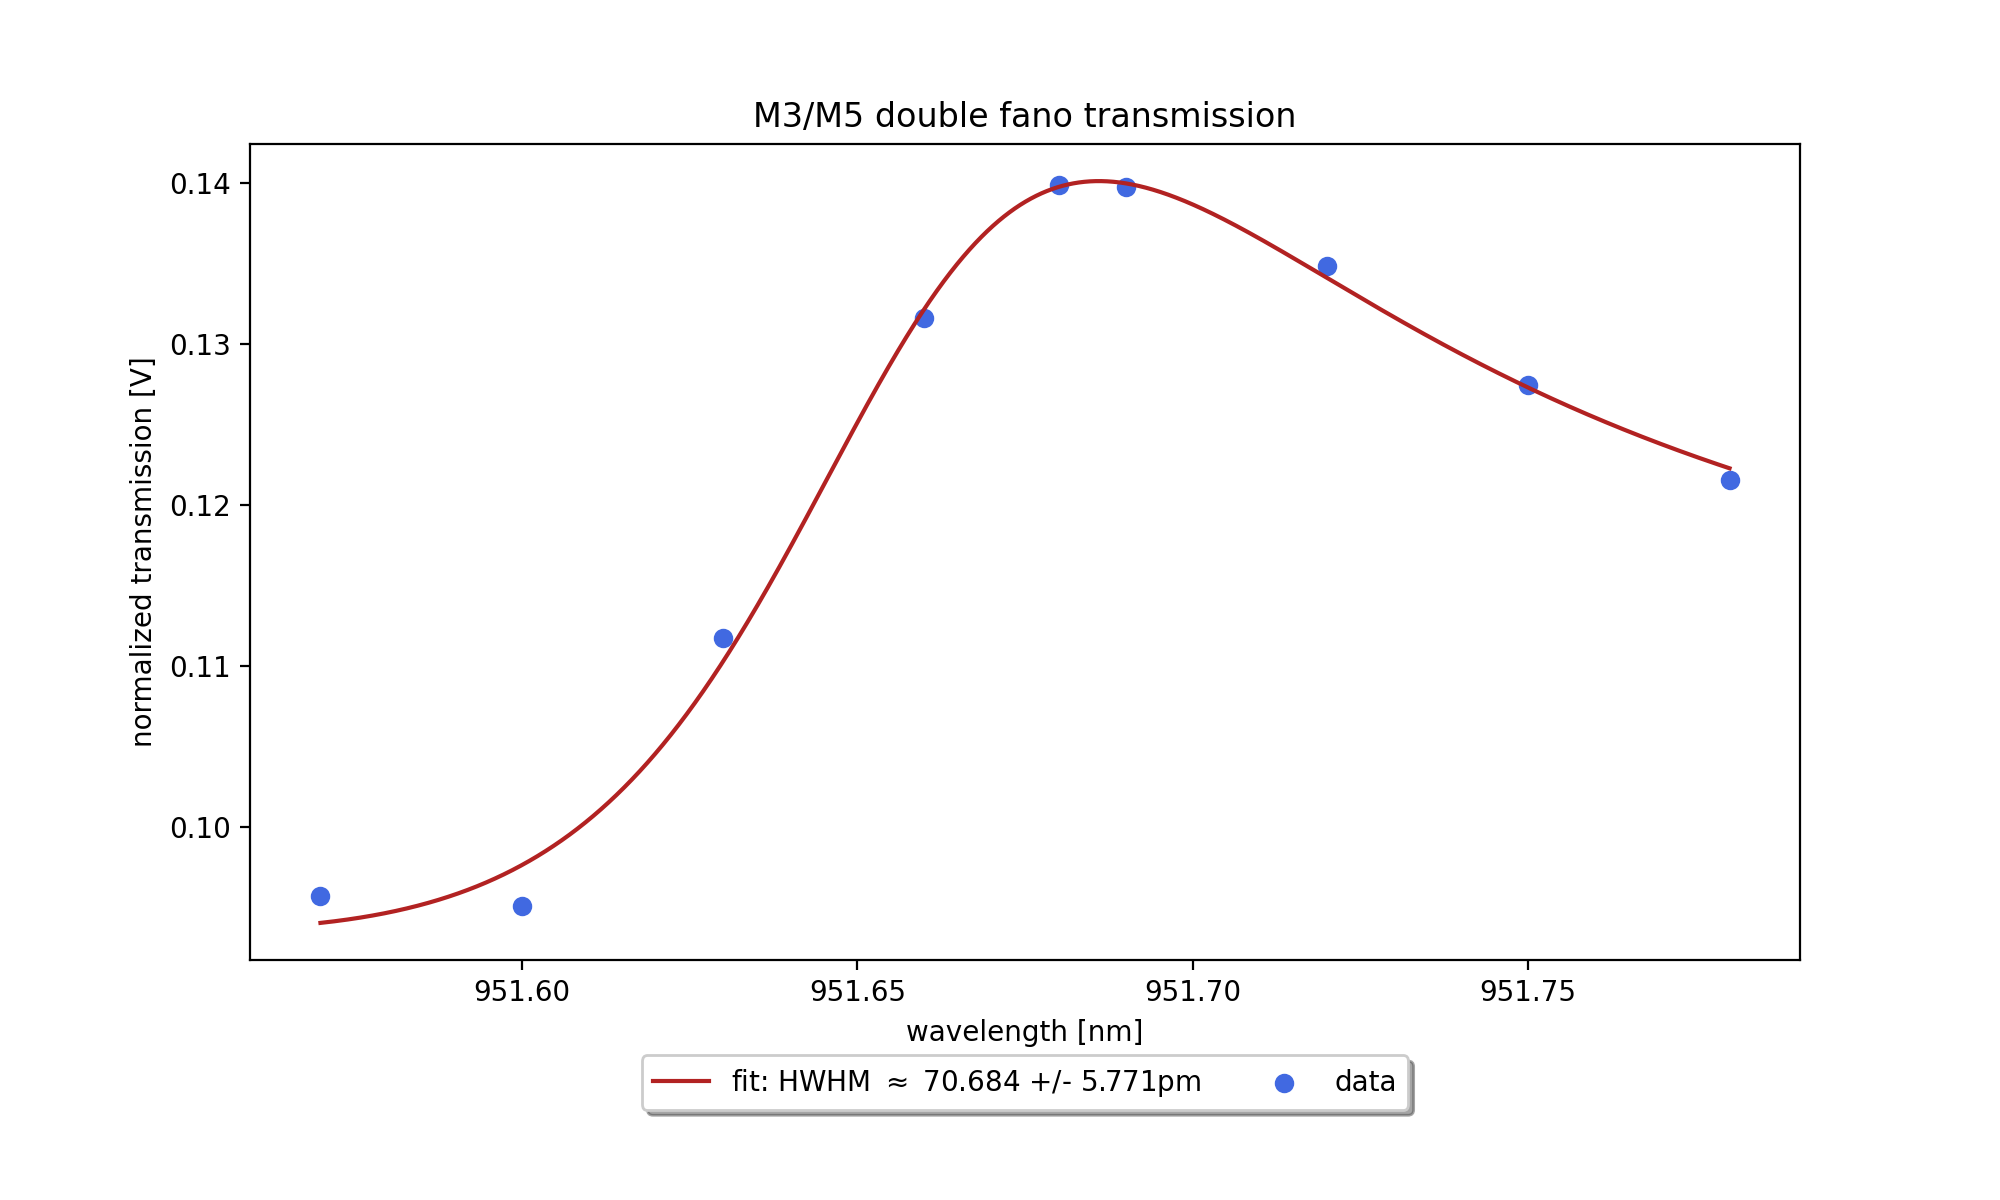 M3/M5 double fano transmission
normalized transmission [V]
0.14
0.13
0.12
0.11
0.10
951.60 951.65 951.70 951.75
wavelength [nm]
fit: HWHM ≈ 70.684 +/- 5.771pm data